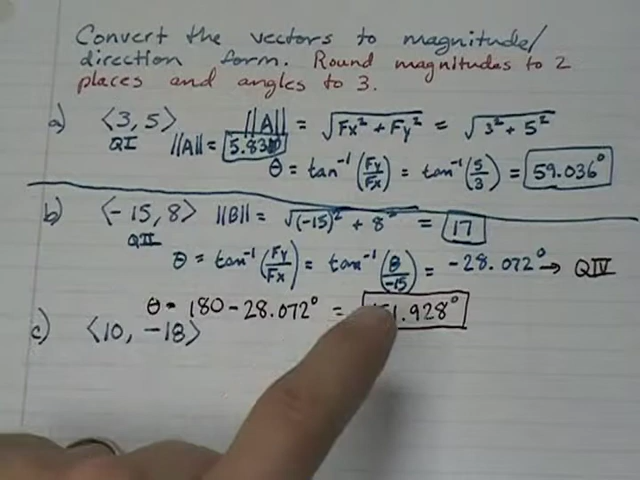 Convert the vectors to magnitude/
direction form. Round magnitudes to 2
places and angles to 3.
a) ⟨3, 5⟩ ||A|| = √(Fx² + Fy²) = √(3² + 5²)
QI ||A|| =
θ = tan⁻¹(Fy/Fx) = tan⁻¹(5/3) = 59.036°
b) ⟨-15, 8⟩ ||B|| = √((-15)² + 8²) = 17
QII
θ = tan⁻¹(Fy/Fx) = tan⁻¹(8/-15) = -28.072° → QIV
θ = 180 - 28.072° =
c) ⟨10, -18⟩